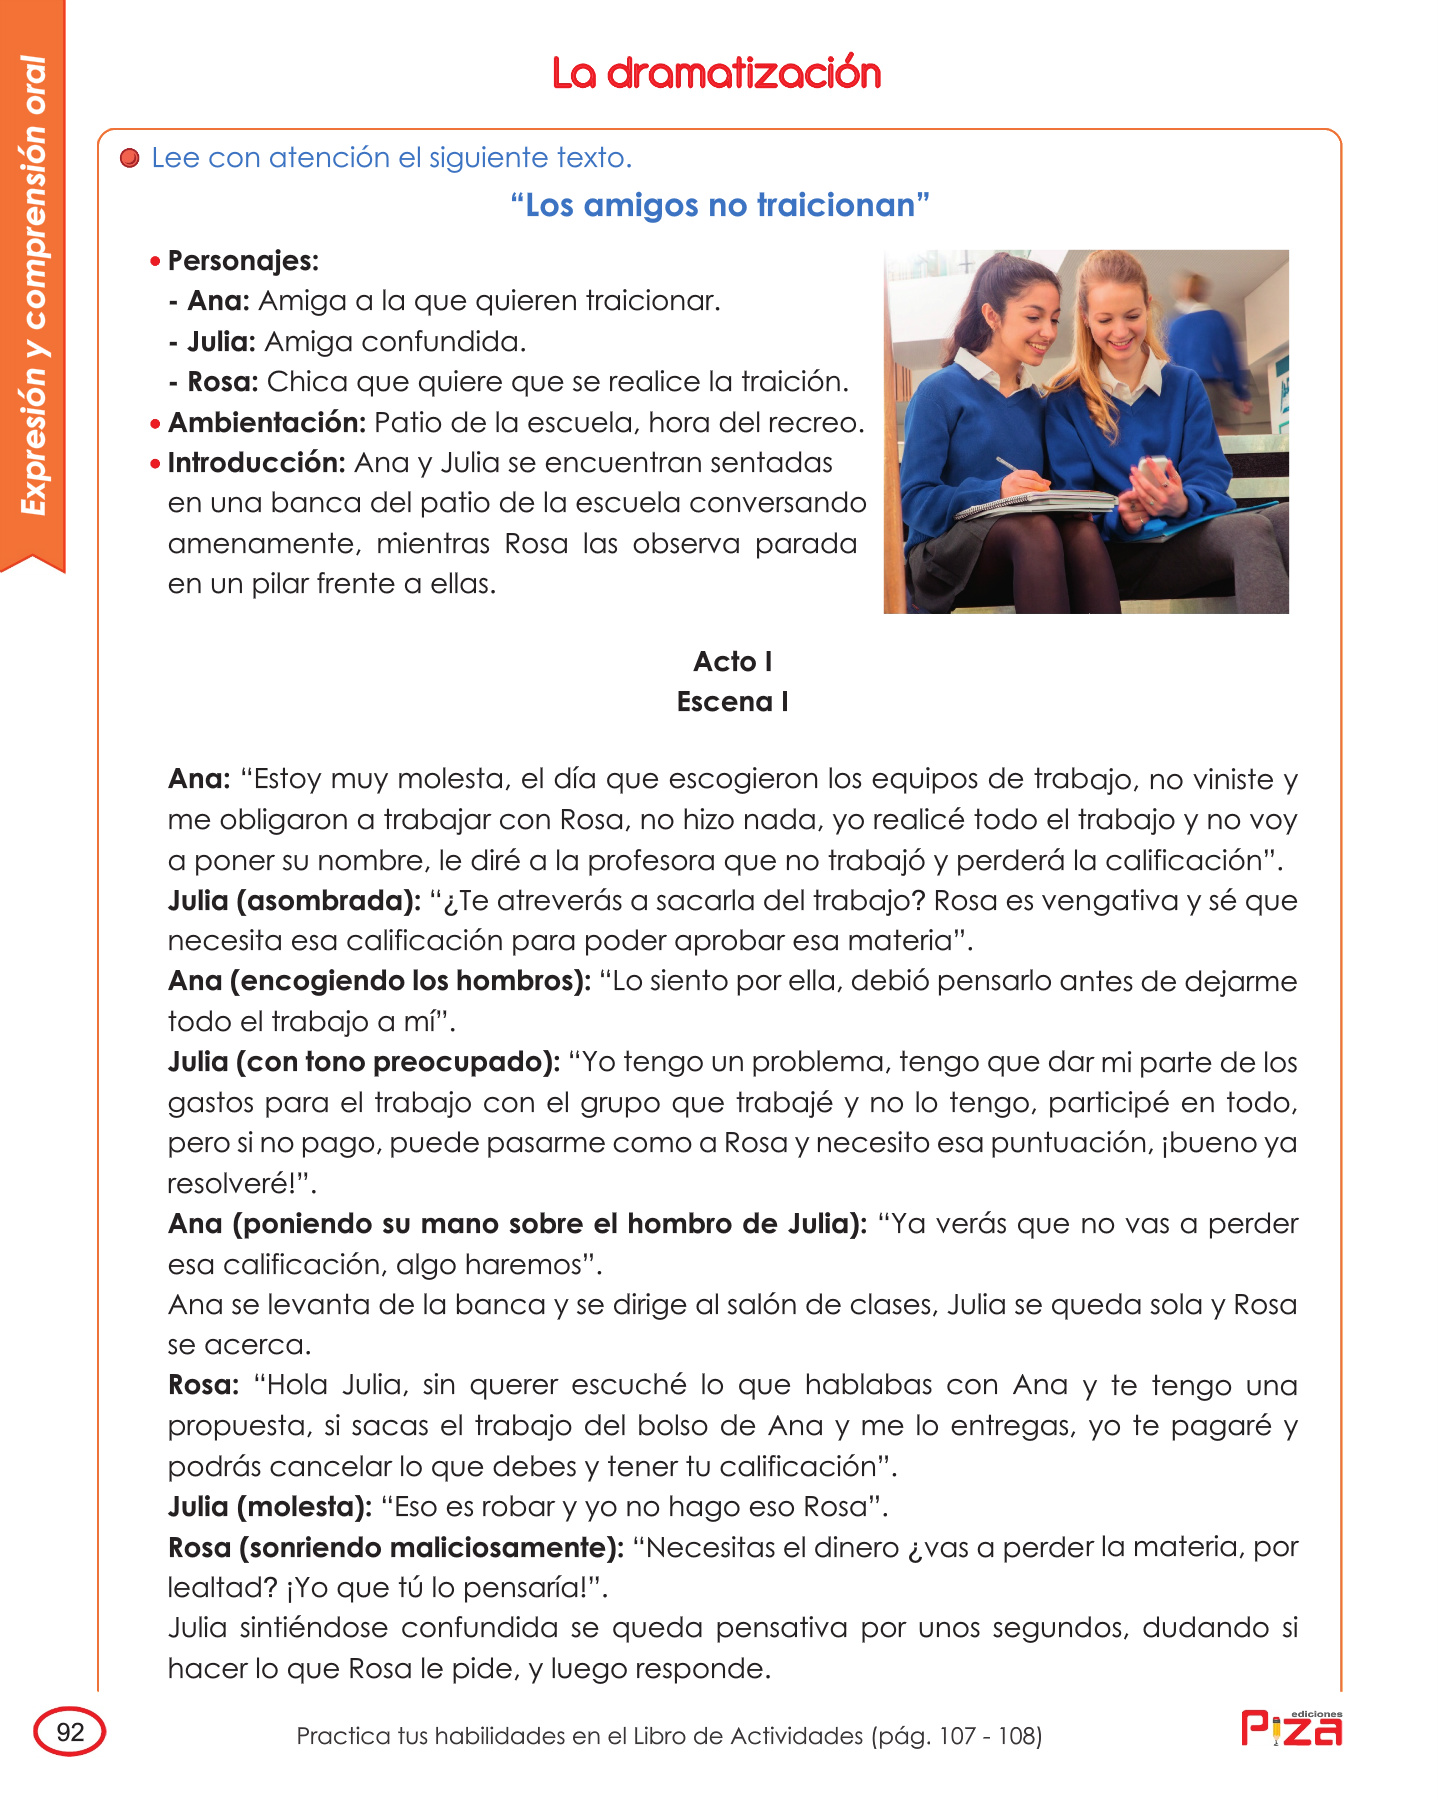 Expresión y comprensión oral
La dramatización
Lee con atención el siguiente texto.
“Los amigos no traicionan”
• Personajes:
- Ana: Amiga a la que quieren traicionar.
- Julia: Amiga confundida.
- Rosa: Chica que quiere que se realice la traición.
• Ambientación: Patio de la escuela, hora del recreo.
• Introducción: Ana y Julia se encuentran sentadas
en una banca del patio de la escuela conversando
amenamente, mientras Rosa las observa parada
en un pilar frente a ellas.
Acto I
Escena I
Ana: “Estoy muy molesta, el día que escogieron los equipos de trabajo, no viniste y
me obligaron a trabajar con Rosa, no hizo nada, yo realicé todo el trabajo y no voy
a poner su nombre, le diré a la profesora que no trabajó y perderá la calificación”.
Julia (asombrada): “¿Te atreverás a sacarla del trabajo? Rosa es vengativa y sé que
necesita esa calificación para poder aprobar esa materia”.
Ana (encogiendo los hombros): “Lo siento por ella, debió pensarlo antes de dejarme
todo el trabajo a mí”.
Julia (con tono preocupado): “Yo tengo un problema, tengo que dar mi parte de los
gastos para el trabajo con el grupo que trabajé y no lo tengo, participé en todo,
pero si no pago, puede pasarme como a Rosa y necesito esa puntuación, ¡bueno ya
resolveré!”.
Ana (poniendo su mano sobre el hombro de Julia): “Ya verás que no vas a perder
esa calificación, algo haremos”.
Ana se levanta de la banca y se dirige al salón de clases, Julia se queda sola y Rosa
se acerca.
Rosa: “Hola Julia, sin querer escuché lo que hablabas con Ana y te tengo una
propuesta, si sacas el trabajo del bolso de Ana y me lo entregas, yo te pagaré y
podrás cancelar lo que debes y tener tu calificación”.
Julia (molesta): “Eso es robar y yo no hago eso Rosa”.
Rosa (sonriendo maliciosamente): “Necesitas el dinero ¿vas a perder la materia, por
lealtad? ¡Yo que tú lo pensaría!”.
Julia sintiéndose confundida se queda pensativa por unos segundos, dudando si
hacer lo que Rosa le pide, y luego responde.
92
Practica tus habilidades en el Libro de Actividades (pág. 107 - 108)
ediciones
Piza